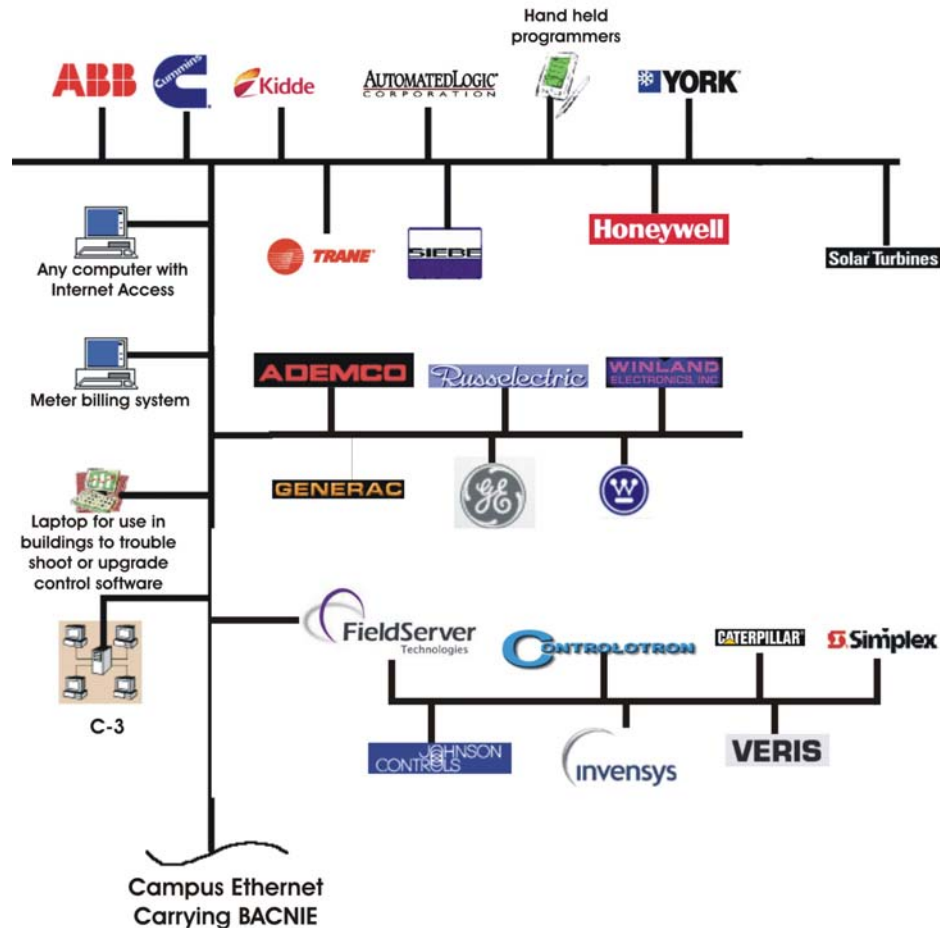 Hand held
programmers
ABB
Cummins
Kidde
AUTOMATEDLOGIC
CORPORATION
YORK
TRANE
SIEBE
Honeywell
Solar Turbines
Any computer with
Internet Access
Meter billing system
ADEMCO
Russelectric
WINLAND
ELECTRONICS, INC.
GENERAC
GE
W
Laptop for use in
buildings to trouble
shoot or upgrade
control software
C-3
FieldServer
Technologies
CONTROLOTRON
CATERPILLAR
Simplex
JOHNSON
CONTROLS
invensys
VERIS
Campus Ethernet
Carrying BACNIE